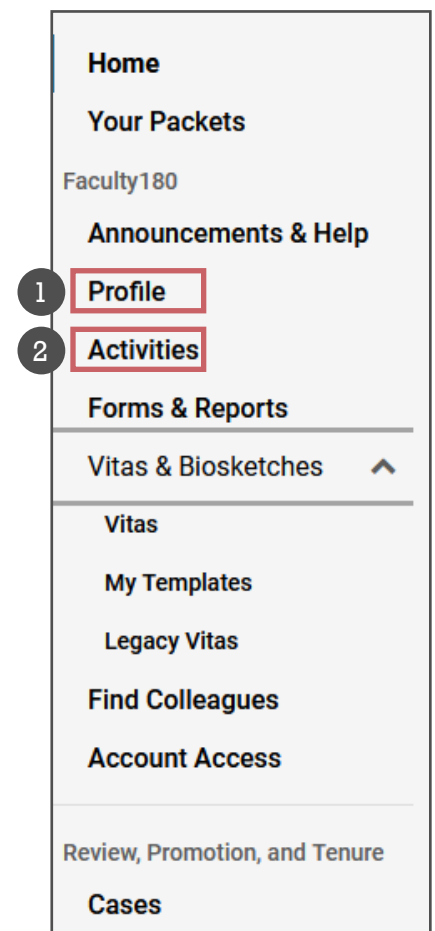 Home
Your Packets
Faculty180
Announcements & Help
1 Profile
2 Activities
Forms & Reports
Vitas & Biosketches
Vitas
My Templates
Legacy Vitas
Find Colleagues
Account Access
Review, Promotion, and Tenure
Cases